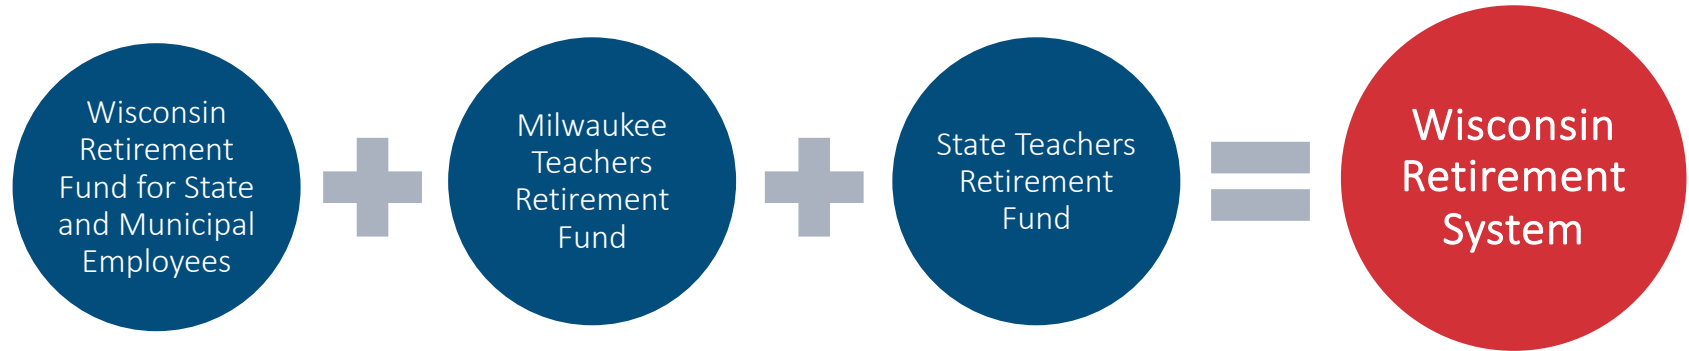 Wisconsin
Retirement
Fund for State
and Municipal
Employees
Milwaukee
Teachers
Retirement
Fund
State Teachers
Retirement
Fund
Wisconsin
Retirement
System